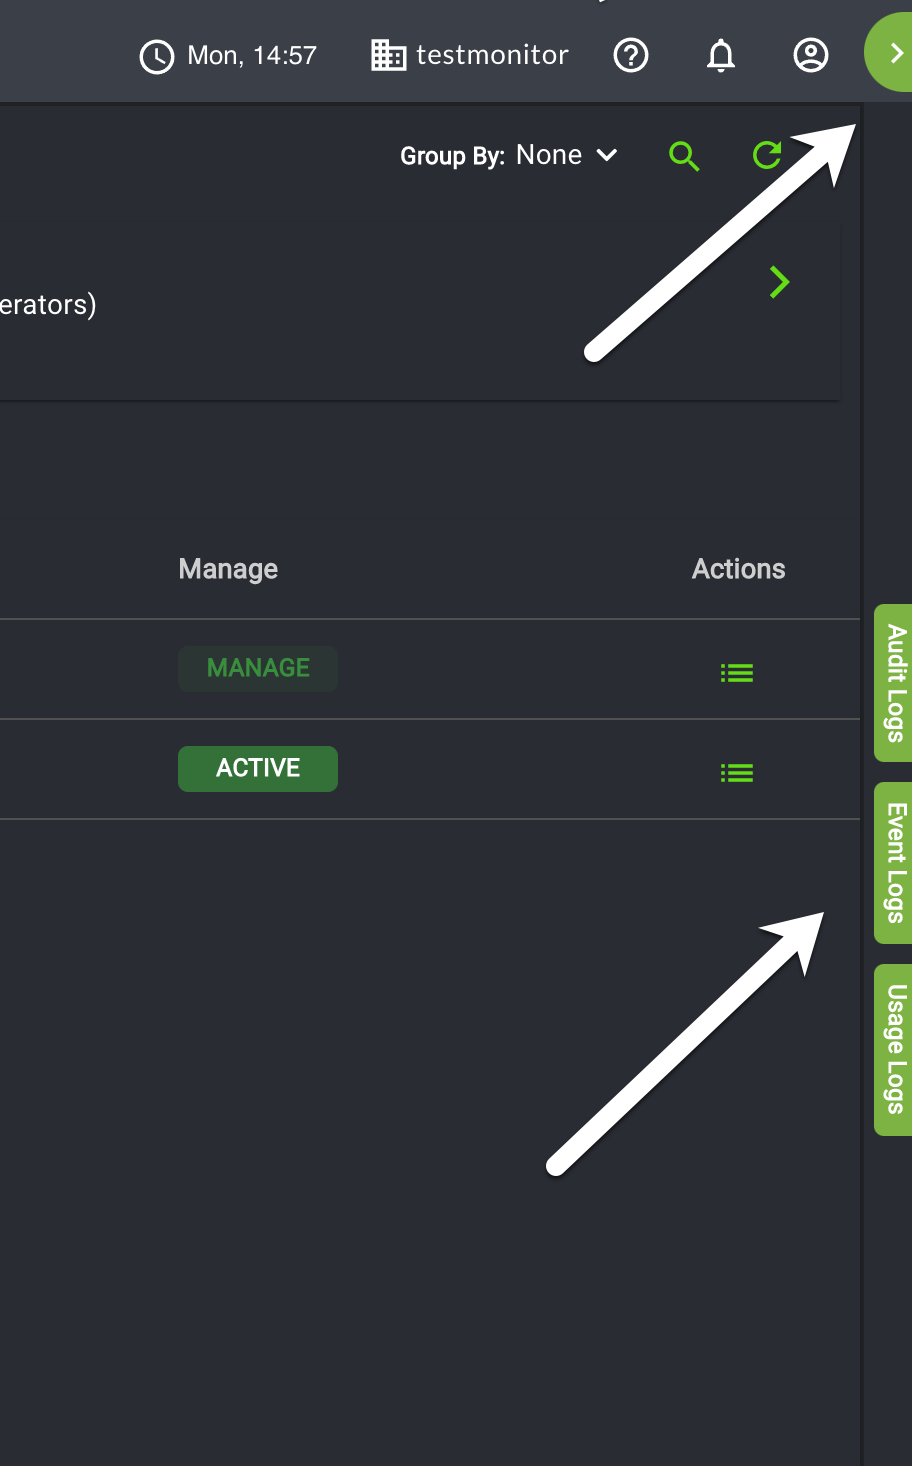 Mon, 14:57 testmonitor
Group By: None
erators)
Manage Actions
MANAGE
ACTIVE
Audit Logs
Event Logs
Usage Logs